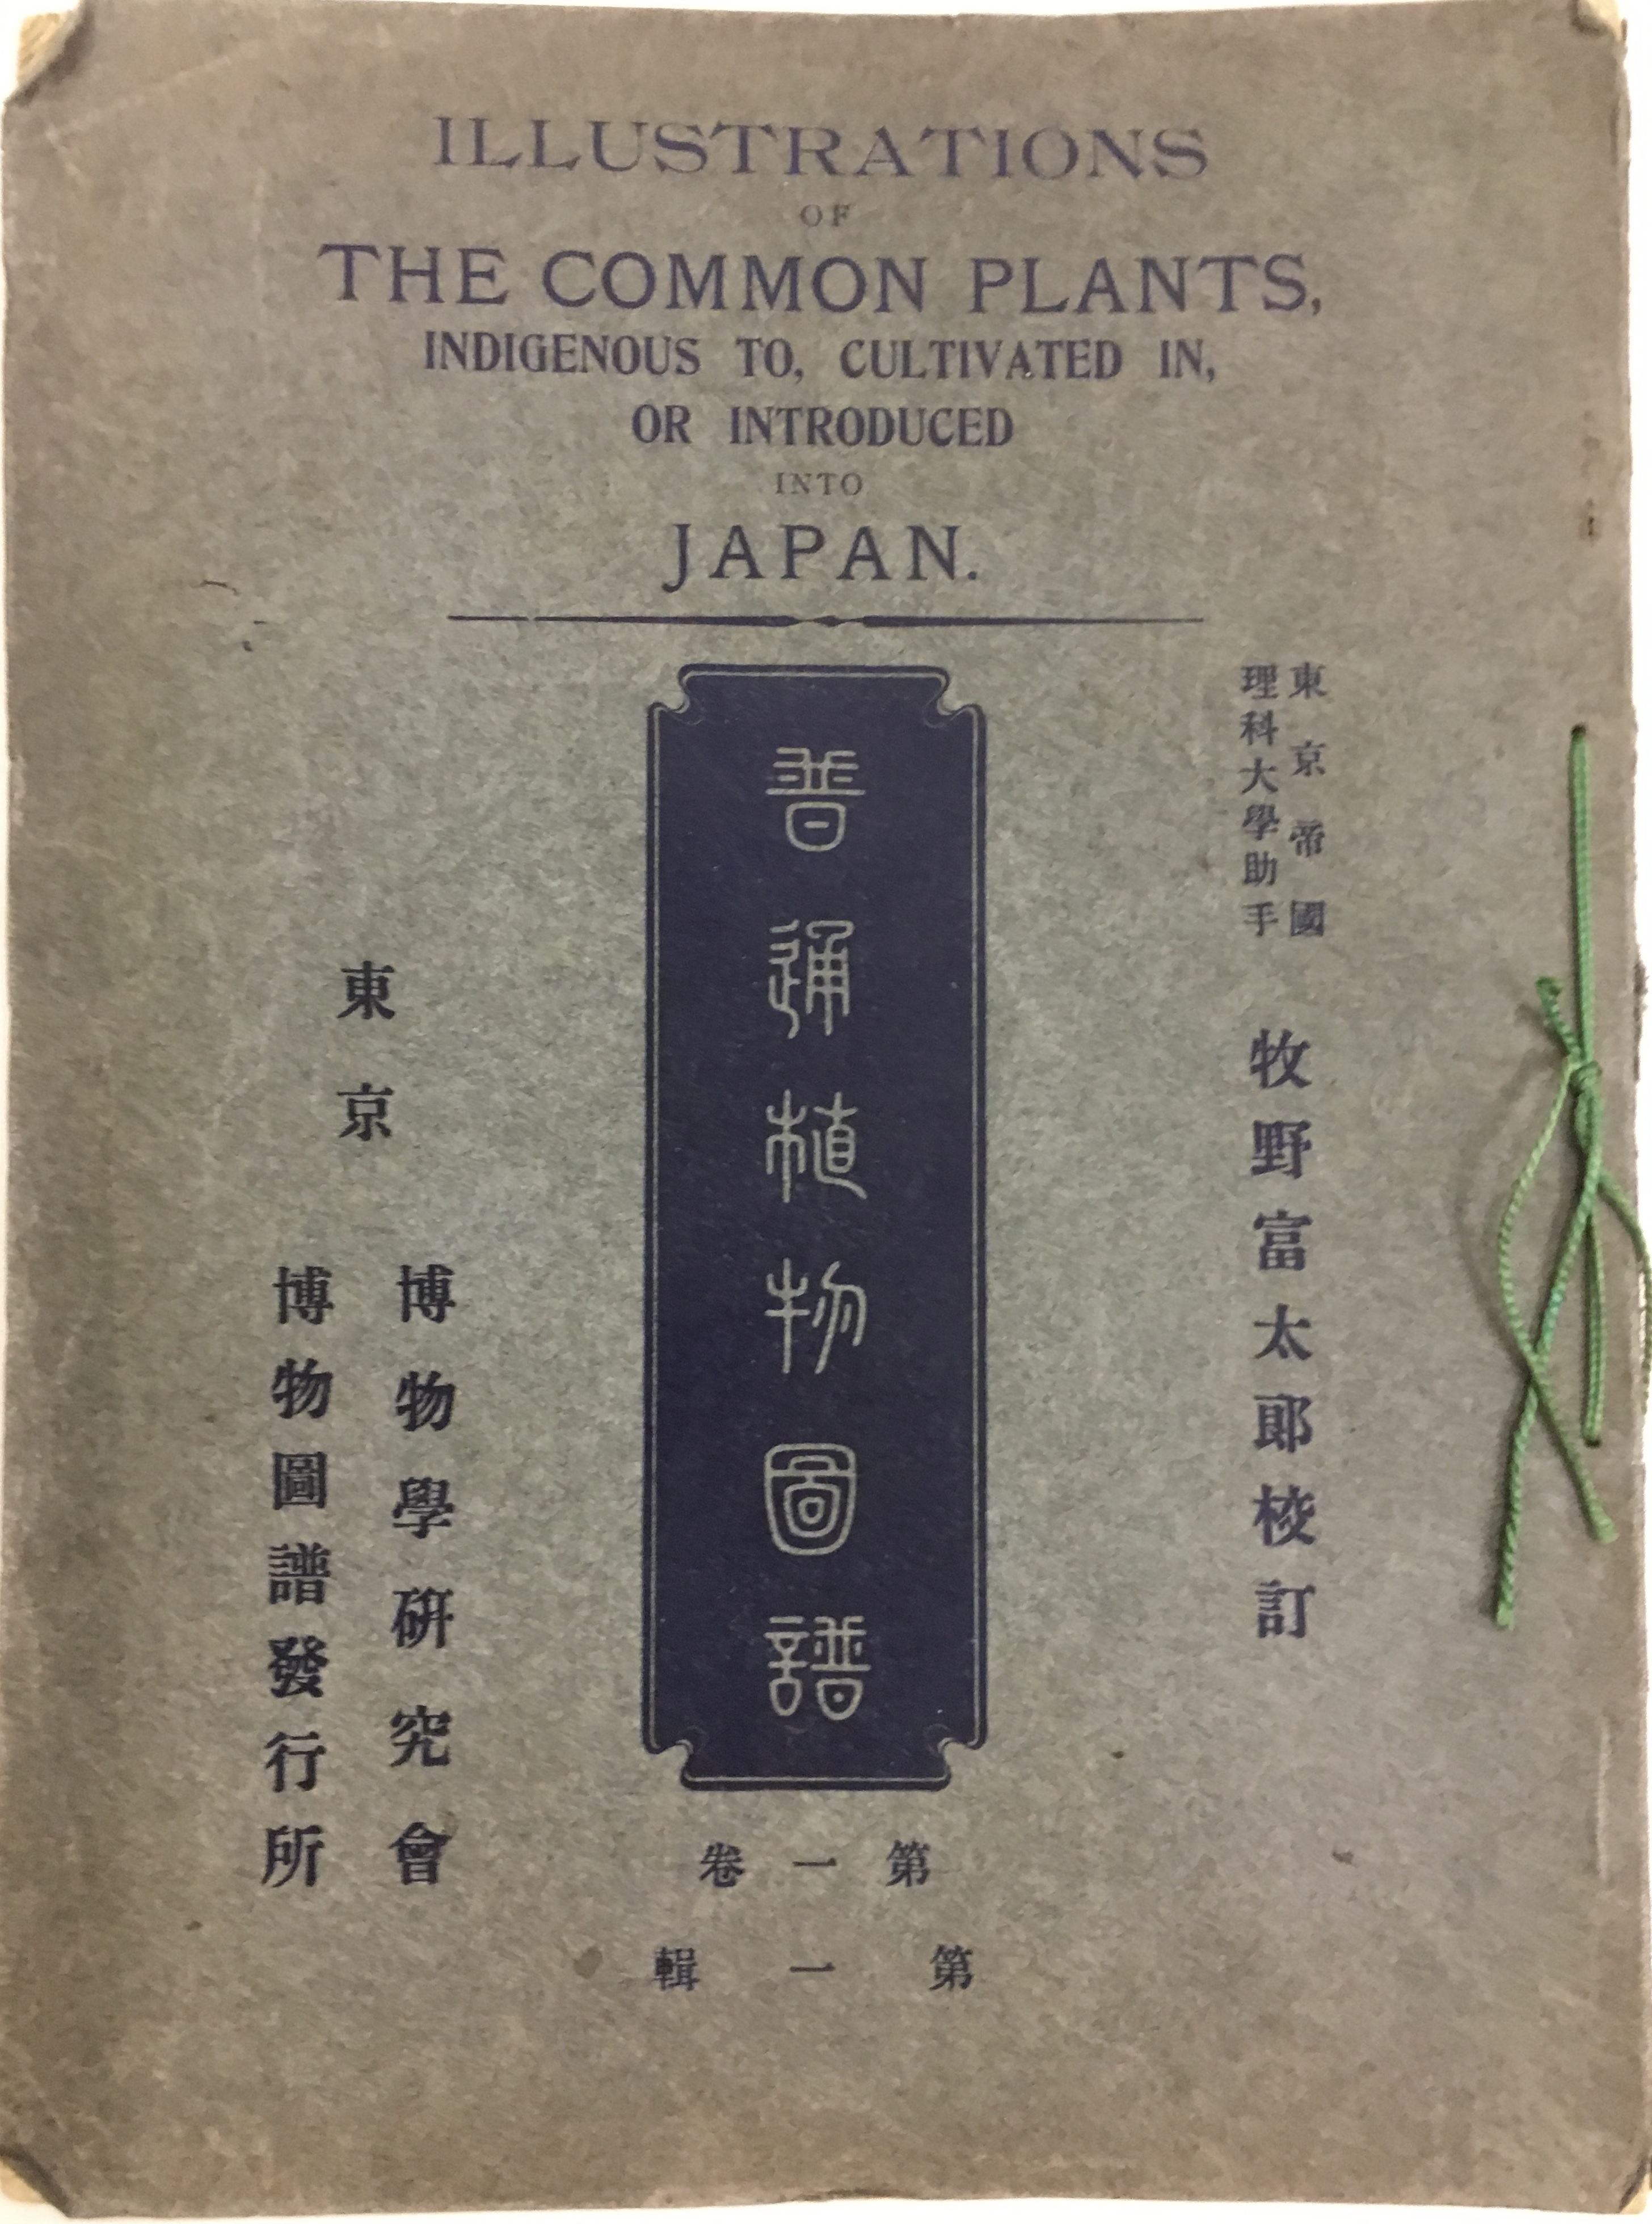 ILLUSTRATIONS
OF
THE COMMON PLANTS,
INDIGENOUS TO, CULTIVATED IN,
OR INTRODUCED
INTO
JAPAN.
東京帝國
理科大學助手
牧野富太郞校訂
普通植物圖譜
第一卷
第一輯
東京
博物學硏究會
博物圖譜發行所